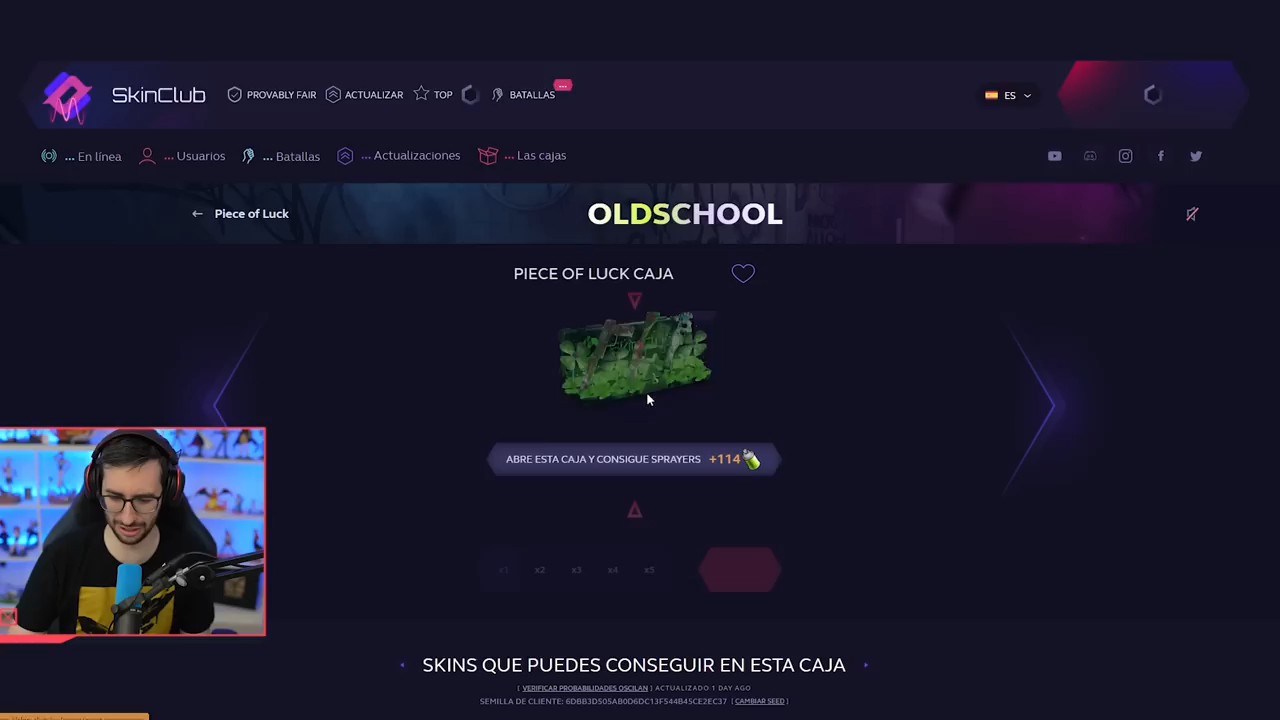 SKINCLUB
PROVABLY FAIR
ACTUALIZAR
TOP
BATALLAS
...
ES
... En línea
... Usuarios
... Batallas
... Actualizaciones
... Las cajas
← Piece of Luck
OLDSCHOOL
PIECE OF LUCK CAJA
ABRE ESTA CAJA Y CONSIGUE SPRAYERS +114
x1 x2 x3 x4 x5
SKINS QUE PUEDES CONSEGUIR EN ESTA CAJA
[ VERIFICAR PROBABILIDADES OSCILAN ] ACTUALIZADO 1 DAY AGO
SEMILLA DE CLIENTE: 6DBB3D505AB0D6DC13F544B45CE2EC37 [ CAMBIAR SEED ]